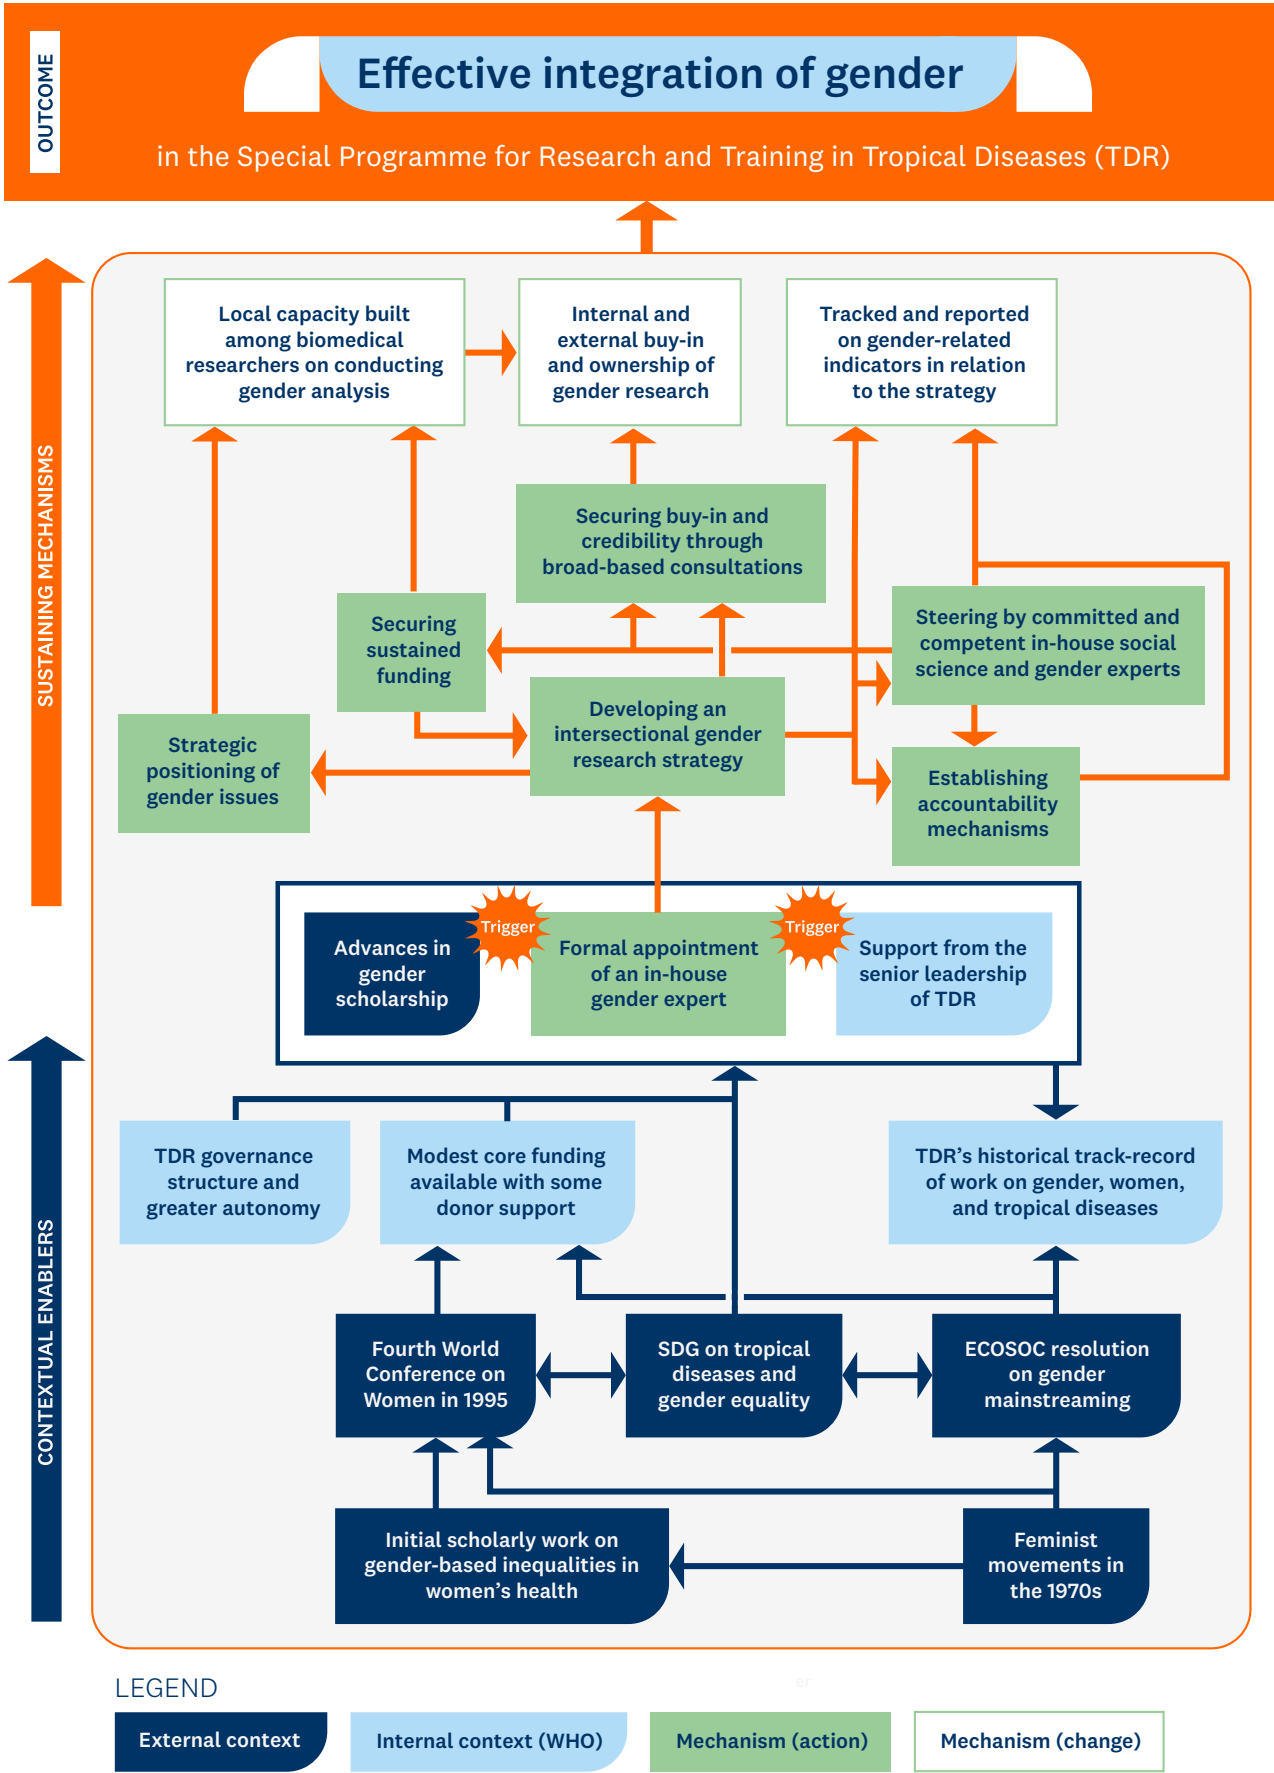 OUTCOME
Effective integration of gender
in the Special Programme for Research and Training in Tropical Diseases (TDR)
SUSTAINING MECHANISMS
Local capacity built
among biomedical
researchers on conducting
gender analysis
Internal and
external buy-in
and ownership of
gender research
Tracked and reported
on gender-related
indicators in relation
to the strategy
Securing buy-in and
credibility through
broad-based consultations
Securing
sustained
funding
Steering by committed and
competent in-house social
science and gender experts
Developing an
intersectional gender
research strategy
Strategic
positioning of
gender issues
Establishing
accountability
mechanisms
Advances in
gender
scholarship
Trigger
Formal appointment
of an in-house
gender expert
Trigger
Support from the
senior leadership
of TDR
CONTEXTUAL ENABLERS
TDR governance
structure and
greater autonomy
Modest core funding
available with some
donor support
TDR’s historical track-record
of work on gender, women,
and tropical diseases
Fourth World
Conference on
Women in 1995
SDG on tropical
diseases and
gender equality
ECOSOC resolution
on gender
mainstreaming
Initial scholarly work on
gender-based inequalities in
women’s health
Feminist
movements in
the 1970s
LEGEND
er
External context
Internal context (WHO)
Mechanism (action)
Mechanism (change)